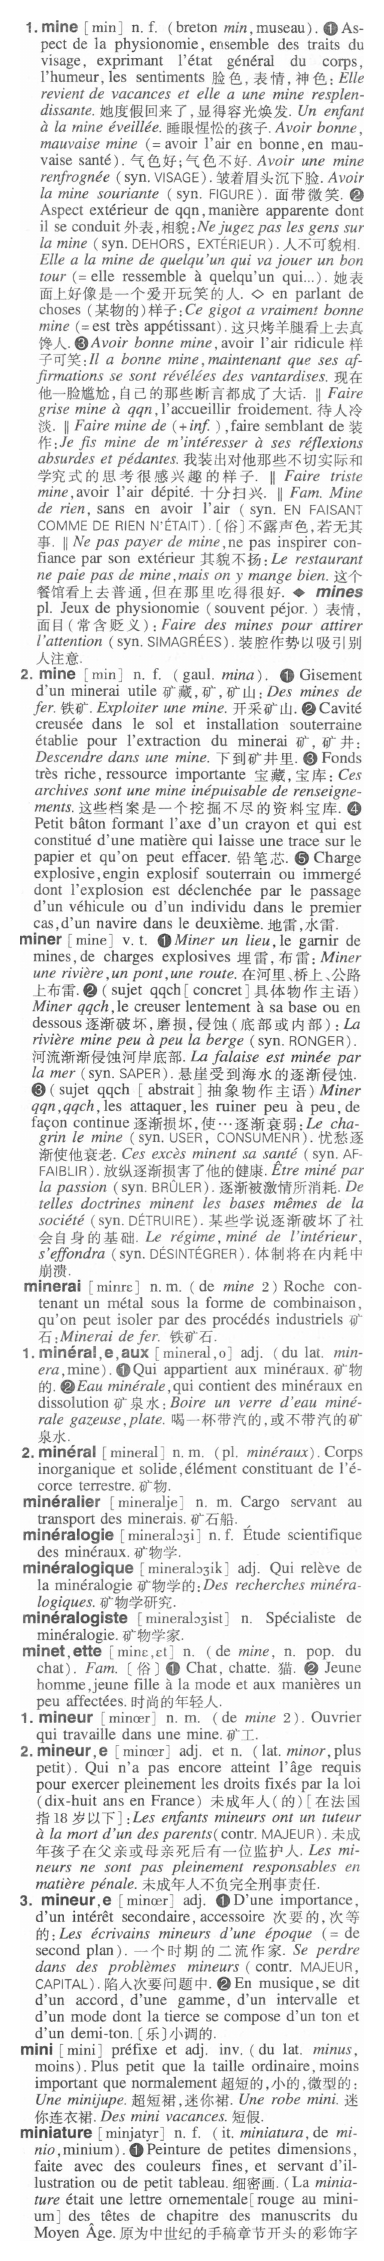 1. mine [min] n. f. (breton min, museau). ❶ As-
pect de la physionomie, ensemble des traits du
visage, exprimant l'état général du corps,
l'humeur, les sentiments 脸色, 表情, 神色: Elle
revient de vacances et elle a une mine resplen-
dissante. 她度假回来了, 显得容光焕发. Un enfant
à la mine éveillée. 睡眼惺忪的孩子. Avoir bonne,
mauvaise mine (= avoir l'air en bonne, en mau-
vaise santé). 气色好; 气色不好. Avoir une mine
renfrognée (syn. VISAGE). 皱着眉头沉下脸. Avoir
la mine souriante (syn. FIGURE). 面带微笑. ❷
Aspect extérieur de qqn, manière apparente dont
il se conduit 外表, 相貌: Ne jugez pas les gens sur
la mine (syn. DEHORS, EXTÉRIEUR). 人不可貌相.
Elle a la mine de quelqu'un qui va jouer un bon
tour (= elle ressemble à quelqu'un qui...). 她表
面上好像是一个爱开玩笑的人. ◇ en parlant de
choses (某物的)样子: Ce gigot a vraiment bonne
mine (= est très appétissant). 这只烤羊腿看上去真
馋人. ❸ Avoir bonne mine, avoir l'air ridicule 样
子可笑: Il a bonne mine, maintenant que ses af-
firmations se sont révélées des vantardises. 现在
他一脸尴尬, 自己的那些断言都成了大话. ‖ Faire
grise mine à qqn, l'accueillir froidement. 待人冷
淡. ‖ Faire mine de (+ inf.), faire semblant de 装
作: Je fis mine de m'intéresser à ses réflexions
absurdes et pédantes. 我装出对他那些不切实际和
学究式的思考很感兴趣的样子. ‖ Faire triste
mine, avoir l'air dépité. 十分扫兴. ‖ Fam. Mine
de rien, sans en avoir l'air (syn. EN FAISANT
COMME DE RIEN N'ÉTAIT). 〔俗〕不露声色, 若无其
事. ‖ Ne pas payer de mine, ne pas inspirer con-
fiance par son extérieur 其貌不扬: Le restaurant
ne paie pas de mine, mais on y mange bien. 这个
餐馆看上去普通, 但在那里吃得很好. ◆ mines
pl. Jeux de physionomie (souvent péjor.) 表情,
面目(常含贬义): Faire des mines pour attirer
l'attention (syn. SIMAGRÉES). 装腔作势以吸引别
人注意.
2. mine [min] n. f. (gaul. mina). ❶ Gisement
d'un minerai utile 矿藏, 矿, 矿山: Des mines de
fer. 铁矿. Exploiter une mine. 开采矿山. ❷ Cavité
creusée dans le sol et installation souterraine
établie pour l'extraction du minerai 矿, 矿井:
Descendre dans une mine. 下到矿井里. ❸ Fonds
très riche, ressource importante 宝藏, 宝库: Ces
archives sont une mine inépuisable de renseigne-
ments. 这些档案是一个挖掘不尽的资料宝库. ❹
Petit bâton formant l'axe d'un crayon et qui est
constitué d'une matière qui laisse une trace sur le
papier et qu'on peut effacer. 铅笔芯. ❺ Charge
explosive, engin explosif souterrain ou immergé
dont l'explosion est déclenchée par le passage
d'un véhicule ou d'un individu dans le premier
cas, d'un navire dans le deuxième. 地雷, 水雷.
miner [mine] v. t. ❶ Miner un lieu, le garnir de
mines, de charges explosives 埋雷, 布雷: Miner
une rivière, un pont, une route. 在河里、桥上、公路
上布雷. ❷ (sujet qqch [concret] 具体物作主语)
Miner qqch, le creuser lentement à sa base ou en
dessous 逐渐破坏, 磨损, 侵蚀(底部或内部): La
rivière mine peu à peu la berge (syn. RONGER).
河流渐渐侵蚀河岸底部. La falaise est minée par
la mer (syn. SAPER). 悬崖受到海水的逐渐侵蚀.
❸ (sujet qqch [abstrait] 抽象物作主语) Miner
qqn, qqch, les attaquer, les ruiner peu à peu, de
façon continue 逐渐损坏, 使…逐渐衰弱: Le cha-
grin le mine (syn. USER, CONSUMENR). 忧愁逐
渐使他衰老. Ces excès minent sa santé (syn. AF-
FAIBLIR). 放纵逐渐损害了他的健康. Être miné par
la passion (syn. BRÛLER). 逐渐被激情所消耗. De
telles doctrines minent les bases mêmes de la
société (syn. DÉTRUIRE). 某些学说逐渐破坏了社
会自身的基础. Le régime, miné de l'intérieur,
s'effondra (syn. DÉSINTÉGRER). 体制将在内耗中
崩溃.
minerai [minrɛ] n. m. (de mine 2) Roche con-
tenant un métal sous la forme de combinaison,
qu'on peut isoler par des procédés industriels 矿
石: Minerai de fer. 铁矿石.
1. minéral, e, aux [mineral, o] adj. (du lat. min-
era, mine). ❶ Qui appartient aux minéraux. 矿物
的. ❷ Eau minérale, qui contient des minéraux en
dissolution 矿泉水: Boire un verre d'eau miné-
rale gazeuse, plate. 喝一杯带汽的, 或不带汽的矿
泉水.
2. minéral [mineral] n. m. (pl. minéraux). Corps
inorganique et solide, élément constituant de l'é-
corce terrestre. 矿物.
minéralier [mineralje] n. m. Cargo servant au
transport des minerais. 矿石船.
minéralogie [mineralɔʒi] n. f. Étude scientifique
des minéraux. 矿物学.
minéralogique [mineralɔʒik] adj. Qui relève de
la minéralogie 矿物学的: Des recherches minéra-
logiques. 矿物学研究.
minéralogiste [mineralɔʒist] n. Spécialiste de
minéralogie. 矿物学家.
minet, ette [minɛ, ɛt] n. (de mine, n. pop. du
chat). Fam. 〔俗〕 ❶ Chat, chatte. 猫. ❷ Jeune
homme, jeune fille à la mode et aux manières un
peu affectées. 时尚的年轻人.
1. mineur [minœr] n. m. (de mine 2). Ouvrier
qui travaille dans une mine. 矿工.
2. mineur, e [minœr] adj. et n. (lat. minor, plus
petit). Qui n'a pas encore atteint l'âge requis
pour exercer pleinement les droits fixés par la loi
(dix-huit ans en France) 未成年人(的)[在法国
指18岁以下]: Les enfants mineurs ont un tuteur
à la mort d'un des parents (contr. MAJEUR). 未成
年孩子在父亲或母亲死后有一位监护人. Les mi-
neurs ne sont pas pleinement responsables en
matière pénale. 未成年人不负完全刑事责任.
3. mineur, e [minœr] adj. ❶ D'une importance,
d'un intérêt secondaire, accessoire 次要的, 次等
的: Les écrivains mineurs d'une époque (= de
second plan). 一个时期的二流作家. Se perdre
dans des problèmes mineurs (contr. MAJEUR,
CAPITAL). 陷入次要问题中. ❷ En musique, se dit
d'un accord, d'une gamme, d'un intervalle et
d'un mode dont la tierce se compose d'un ton et
d'un demi-ton. 〔乐〕小调的.
mini [mini] préfixe et adj. inv. (du lat. minus,
moins). Plus petit que la taille ordinaire, moins
important que normalement 超短的, 小的, 微型的:
Une minijupe. 超短裙, 迷你裙. Une robe mini. 迷
你连衣裙. Des mini vacances. 短假.
miniature [minjatyr] n. f. (it. miniatura, de mi-
nio, minium). ❶ Peinture de petites dimensions,
faite avec des couleurs fines, et servant d'il-
lustration ou de petit tableau. 细密画. (La minia-
ture était une lettre ornementale [rouge au mini-
um] des têtes de chapitre des manuscrits du
Moyen Âge. 原为中世纪的手稿章节开头的彩饰字